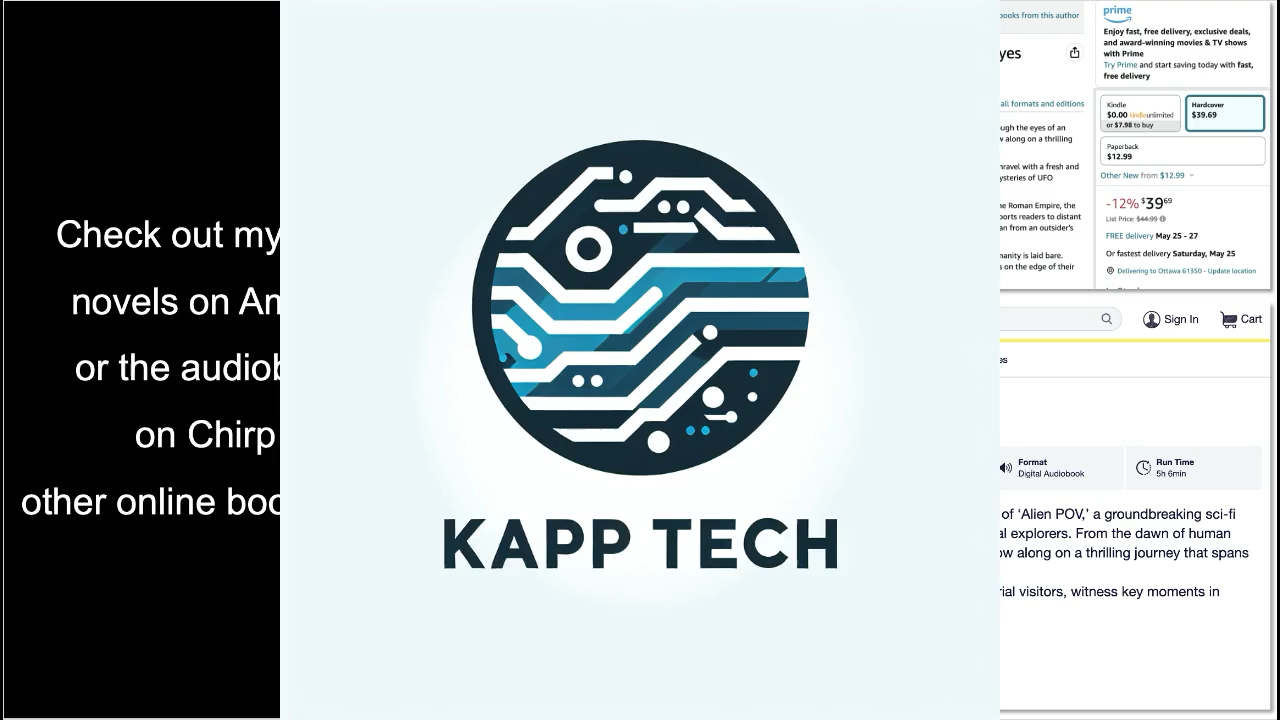 Check out my
novels on Am
or the audiob
on Chirp
other online boo
KAPP TECH
books from this author
yes
all formats and editions
ugh the eyes of an
w along on a thrilling
nravel with a fresh and
ysteries of UFO
he Roman Empire, the
ports readers to distant
an from an outsider's
manity is laid bare.
s on the edge of their
prime
Enjoy fast, free delivery, exclusive deals,
and award-winning movies & TV shows
with Prime
Try Prime and start saving today with fast,
free delivery
Kindle
$0.00 kindleunlimited
or $7.98 to buy
Hardcover
$39.69
Paperback
$12.99
Other New from $12.99
-12% $39 69
List Price: $44.99
FREE delivery May 25 - 27
Or fastest delivery Saturday, May 25
Delivering to Ottawa 61350 - Update location
Sign In
Cart
es
Format
Digital Audiobook
Run Time
5h 6min
of ‘Alien POV,’ a groundbreaking sci-fi
al explorers. From the dawn of human
ow along on a thrilling journey that spans
rial visitors, witness key moments in